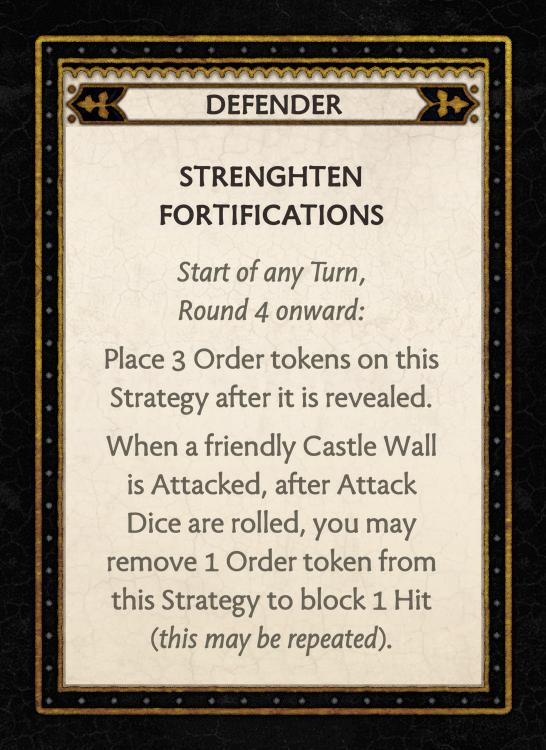 DEFENDER
STRENGHTEN
FORTIFICATIONS
Start of any Turn,
Round 4 onward:
Place 3 Order tokens on this
Strategy after it is revealed.
When a friendly Castle Wall
is Attacked, after Attack
Dice are rolled, you may
remove 1 Order token from
this Strategy to block 1 Hit
(this may be repeated).